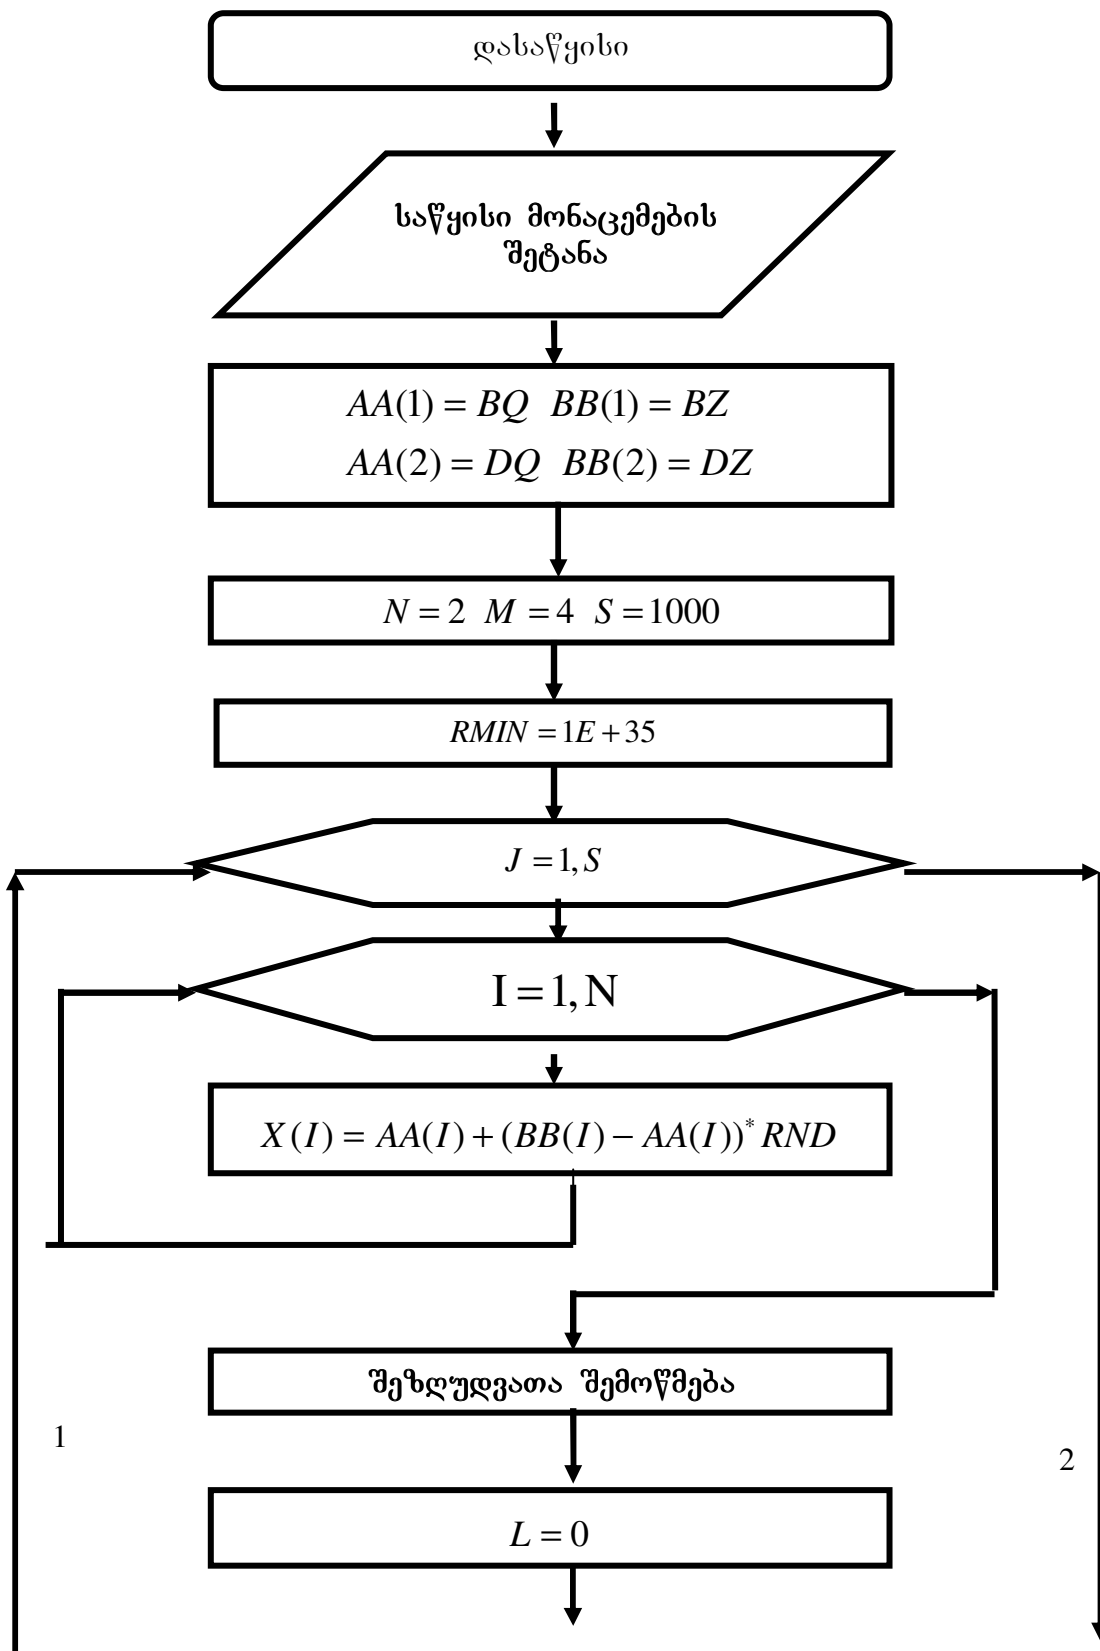 დასაწყისი
საწყისი მონაცემების
შეტანა
AA(1) = BQ BB(1) = BZ
AA(2) = DQ BB(2) = DZ
N = 2 M = 4 S = 1000
RMIN = 1E + 35
J = 1, S
I = 1, N
X(I) = AA(I) + (BB(I) − AA(I))* RND
შეზღუდვათა შემოწმება
1
2
L = 0